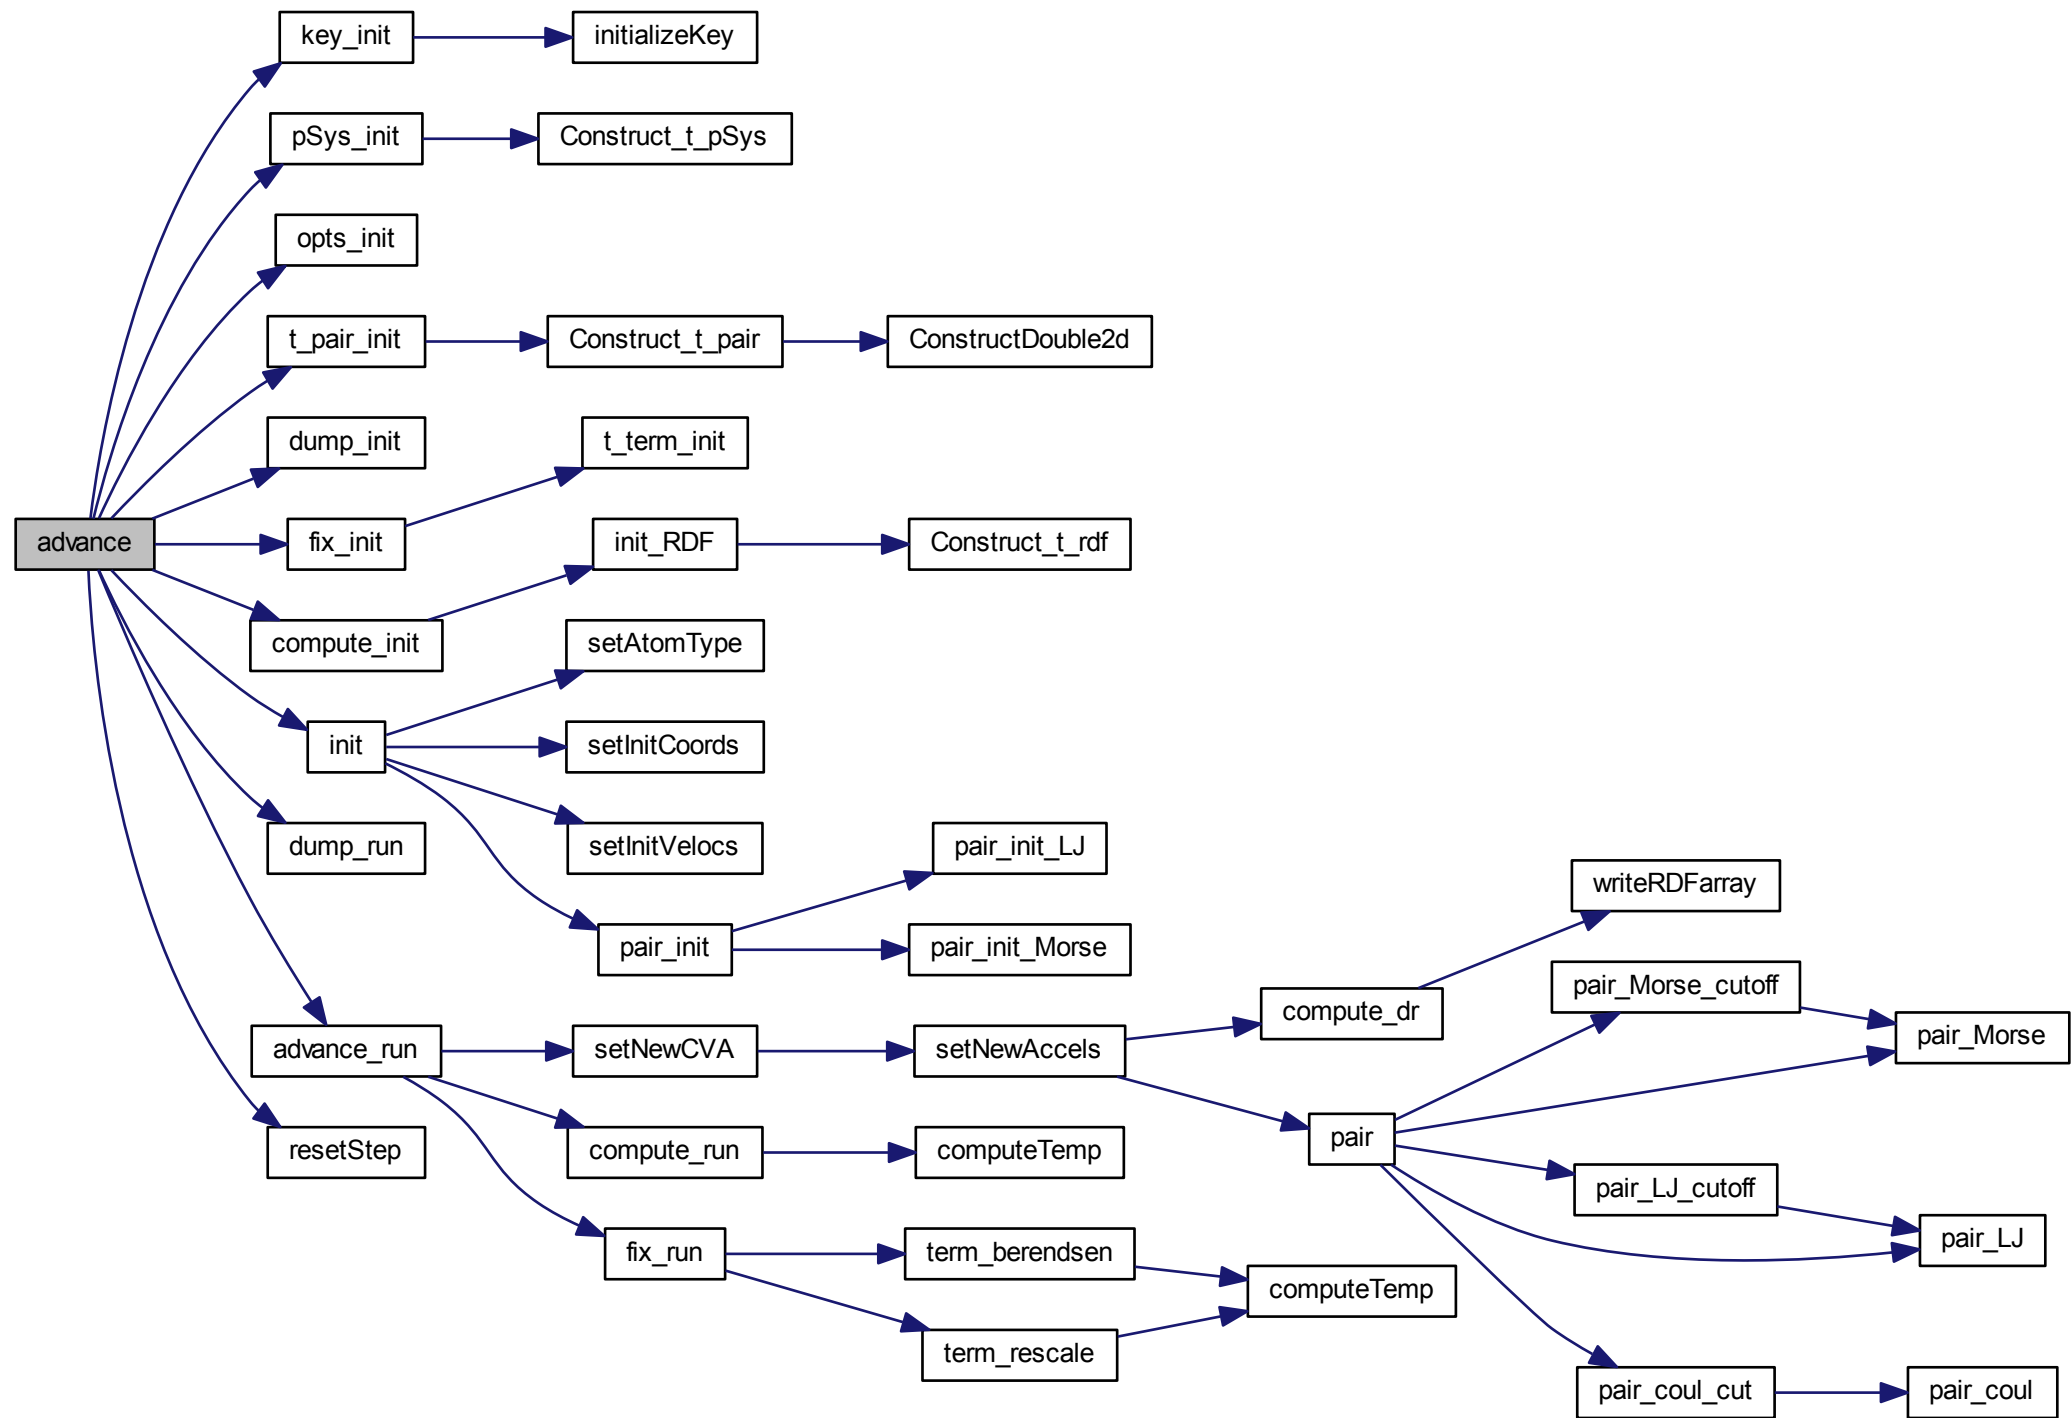 key_init
initializeKey
pSys_init
Construct_t_pSys
opts_init
t_pair_init
Construct_t_pair
ConstructDouble2d
dump_init
t_term_init
advance
fix_init
init_RDF
Construct_t_rdf
compute_init
setAtomType
init
setInitCoords
dump_run
setInitVelocs
pair_init_LJ
writeRDFarray
pair_init
pair_init_Morse
pair_Morse_cutoff
compute_dr
advance_run
setNewCVA
setNewAccels
pair_Morse
resetStep
compute_run
computeTemp
pair
pair_LJ_cutoff
pair_LJ
fix_run
term_berendsen
computeTemp
term_rescale
pair_coul_cut
pair_coul